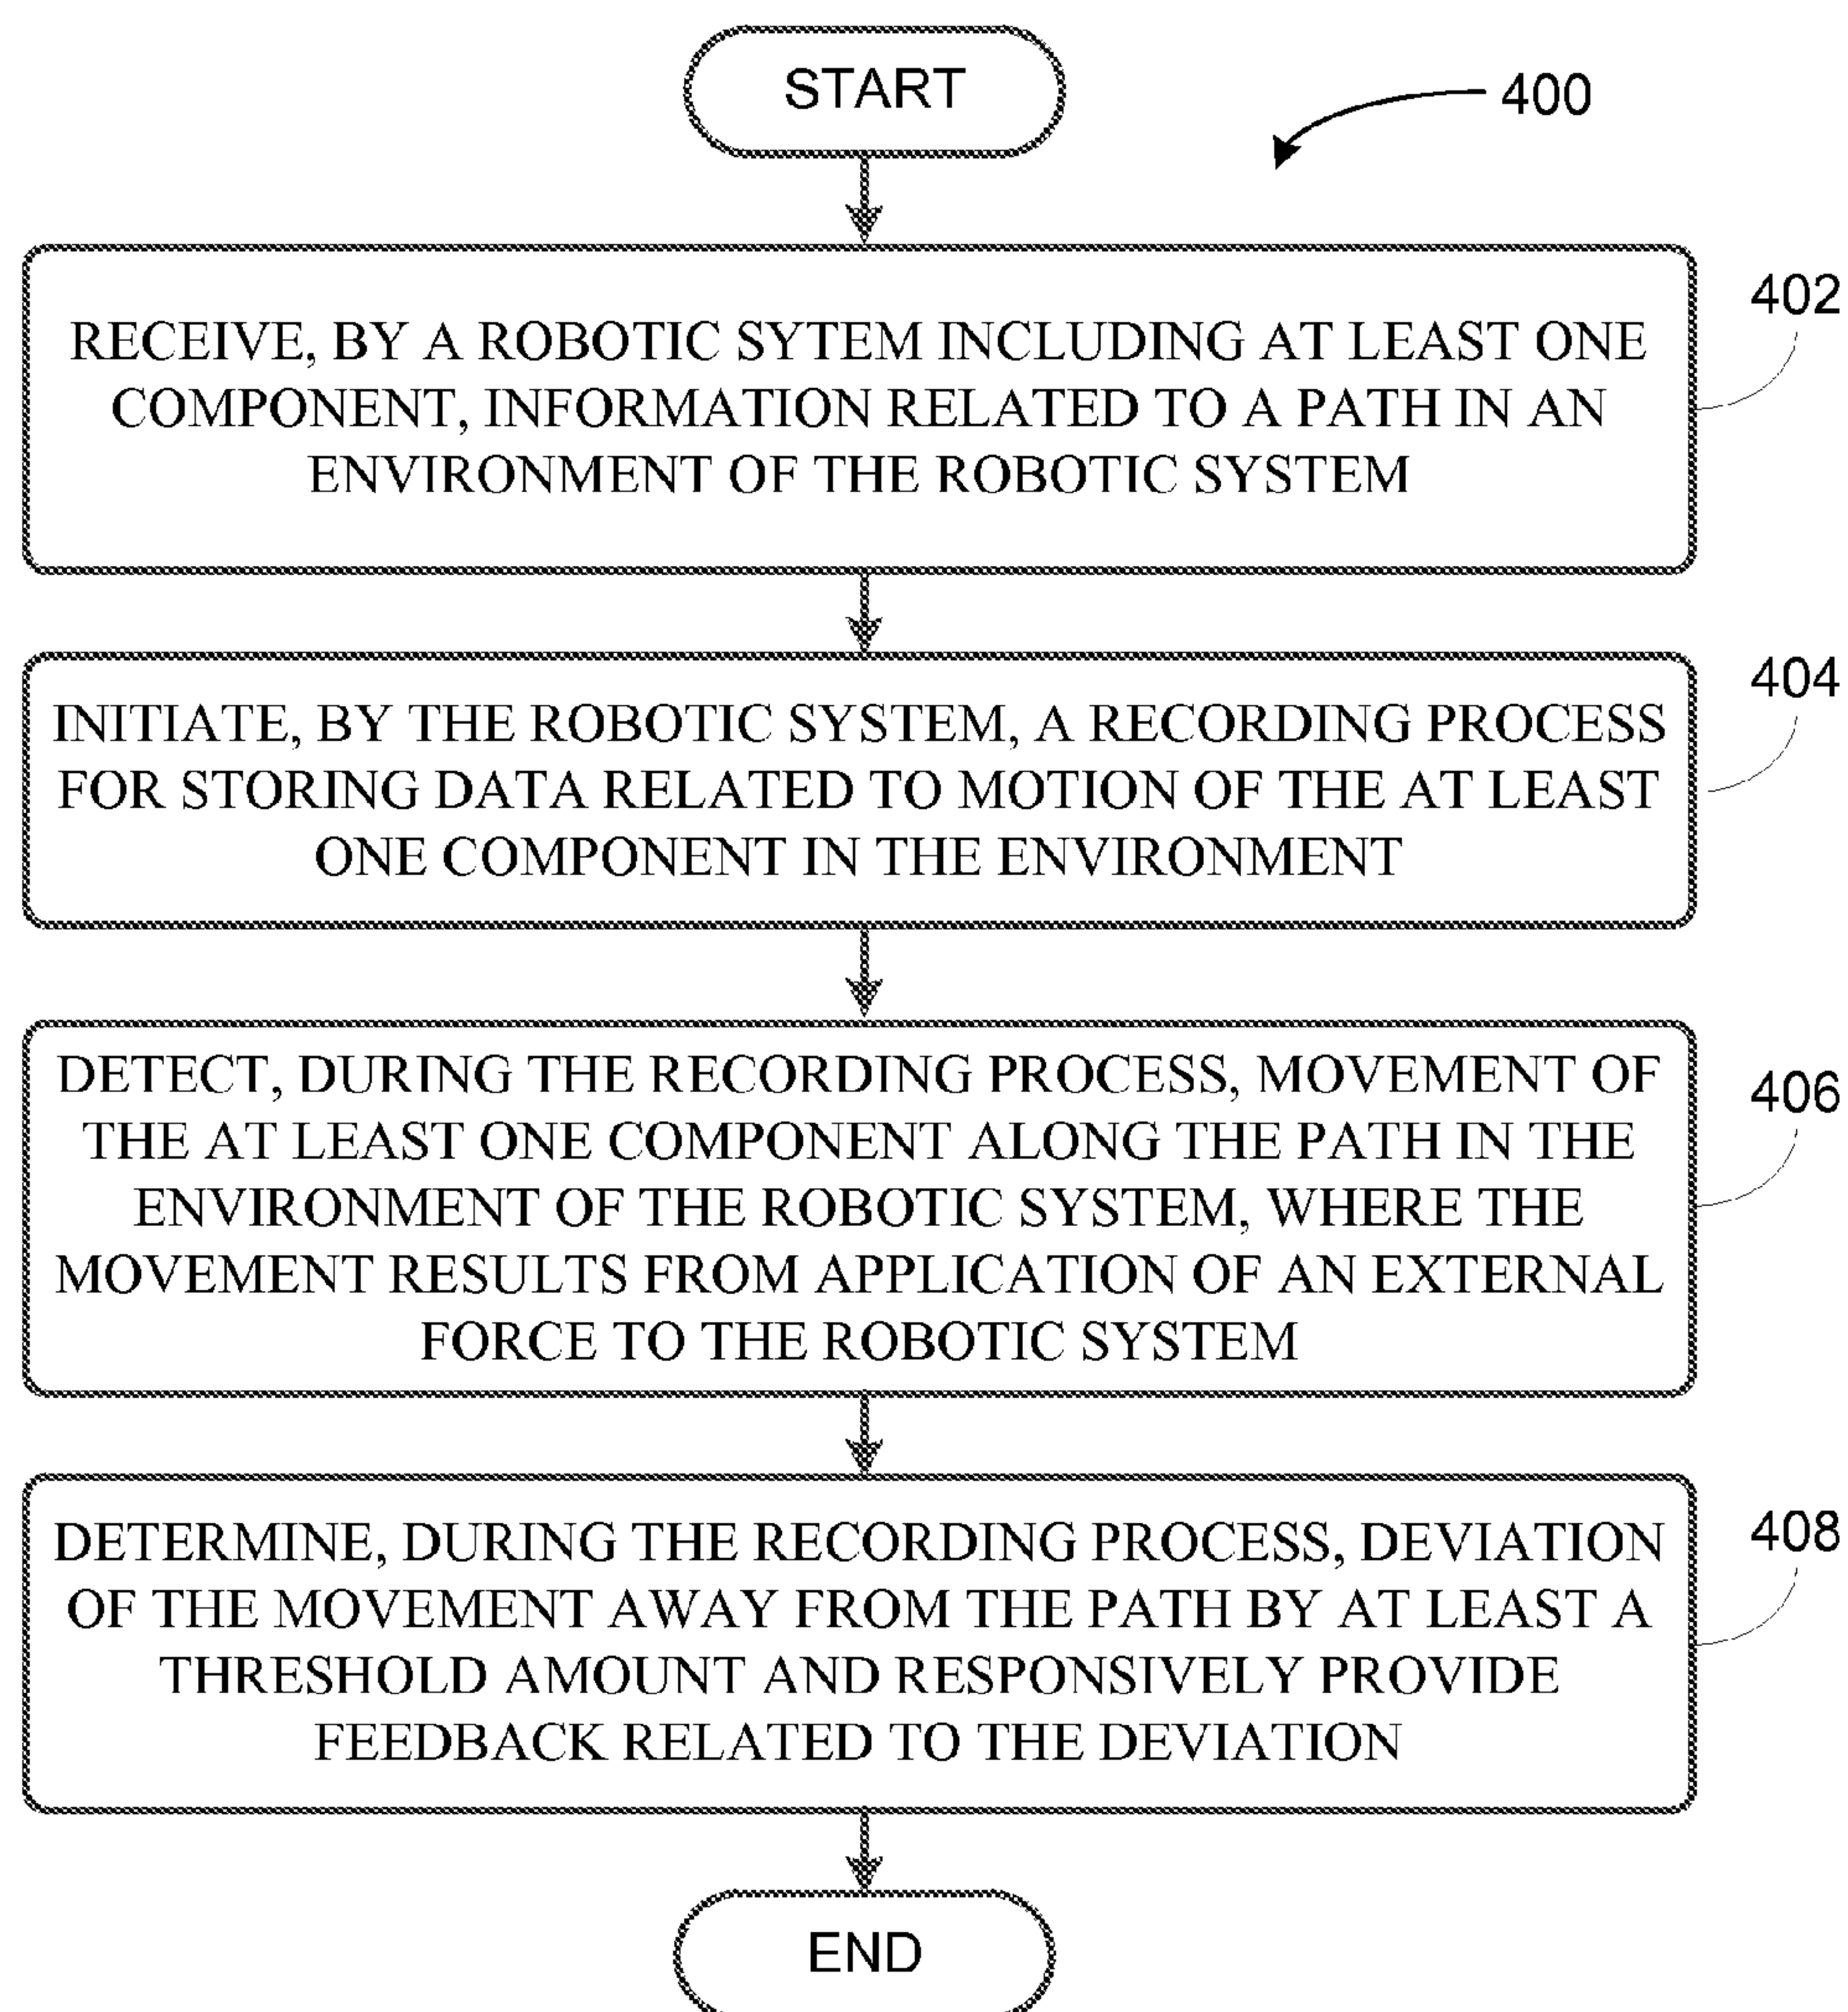 START
400
RECEIVE, BY A ROBOTIC SYTEM INCLUDING AT LEAST ONE
COMPONENT, INFORMATION RELATED TO A PATH IN AN
ENVIRONMENT OF THE ROBOTIC SYSTEM
402
INITIATE, BY THE ROBOTIC SYSTEM, A RECORDING PROCESS
FOR STORING DATA RELATED TO MOTION OF THE AT LEAST
ONE COMPONENT IN THE ENVIRONMENT
404
DETECT, DURING THE RECORDING PROCESS, MOVEMENT OF
THE AT LEAST ONE COMPONENT ALONG THE PATH IN THE
ENVIRONMENT OF THE ROBOTIC SYSTEM, WHERE THE
MOVEMENT RESULTS FROM APPLICATION OF AN EXTERNAL
FORCE TO THE ROBOTIC SYSTEM
406
DETERMINE, DURING THE RECORDING PROCESS, DEVIATION
OF THE MOVEMENT AWAY FROM THE PATH BY AT LEAST A
THRESHOLD AMOUNT AND RESPONSIVELY PROVIDE
FEEDBACK RELATED TO THE DEVIATION
408
END